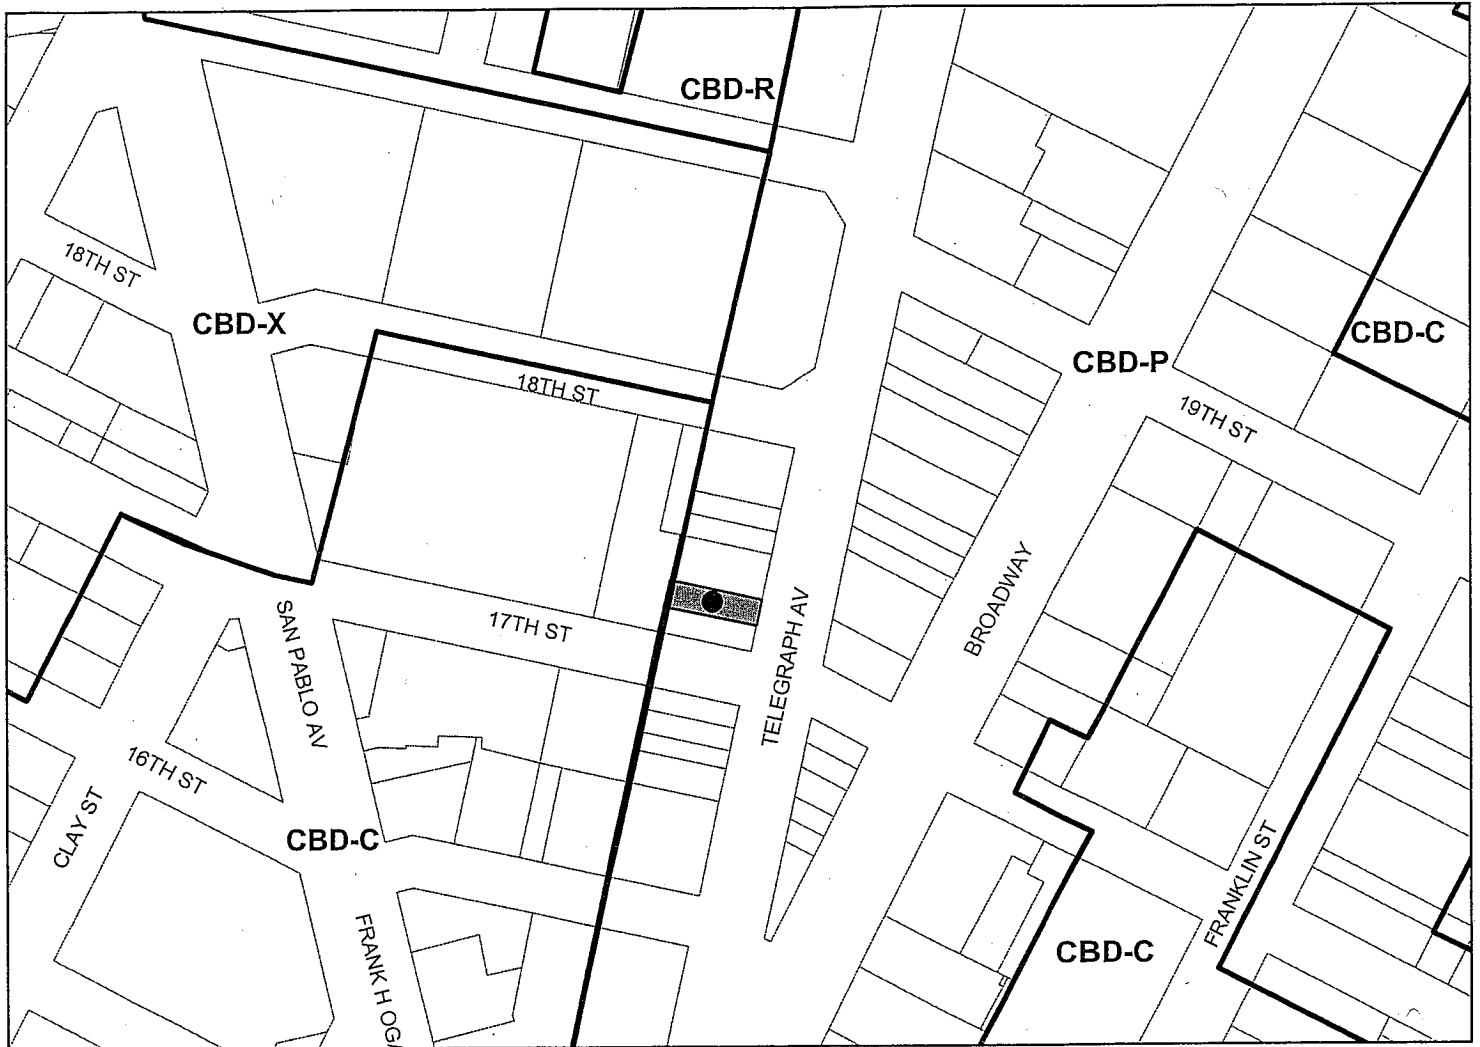 CBD-R
18TH ST
CBD-X
CBD-C
CBD-P
18TH ST
19TH ST
BROADWAY
17TH ST
TELEGRAPH AV
SAN PABLO AV
16TH ST
CLAY ST
CBD-C
FRANKLIN ST
FRANK H OGA
CBD-C